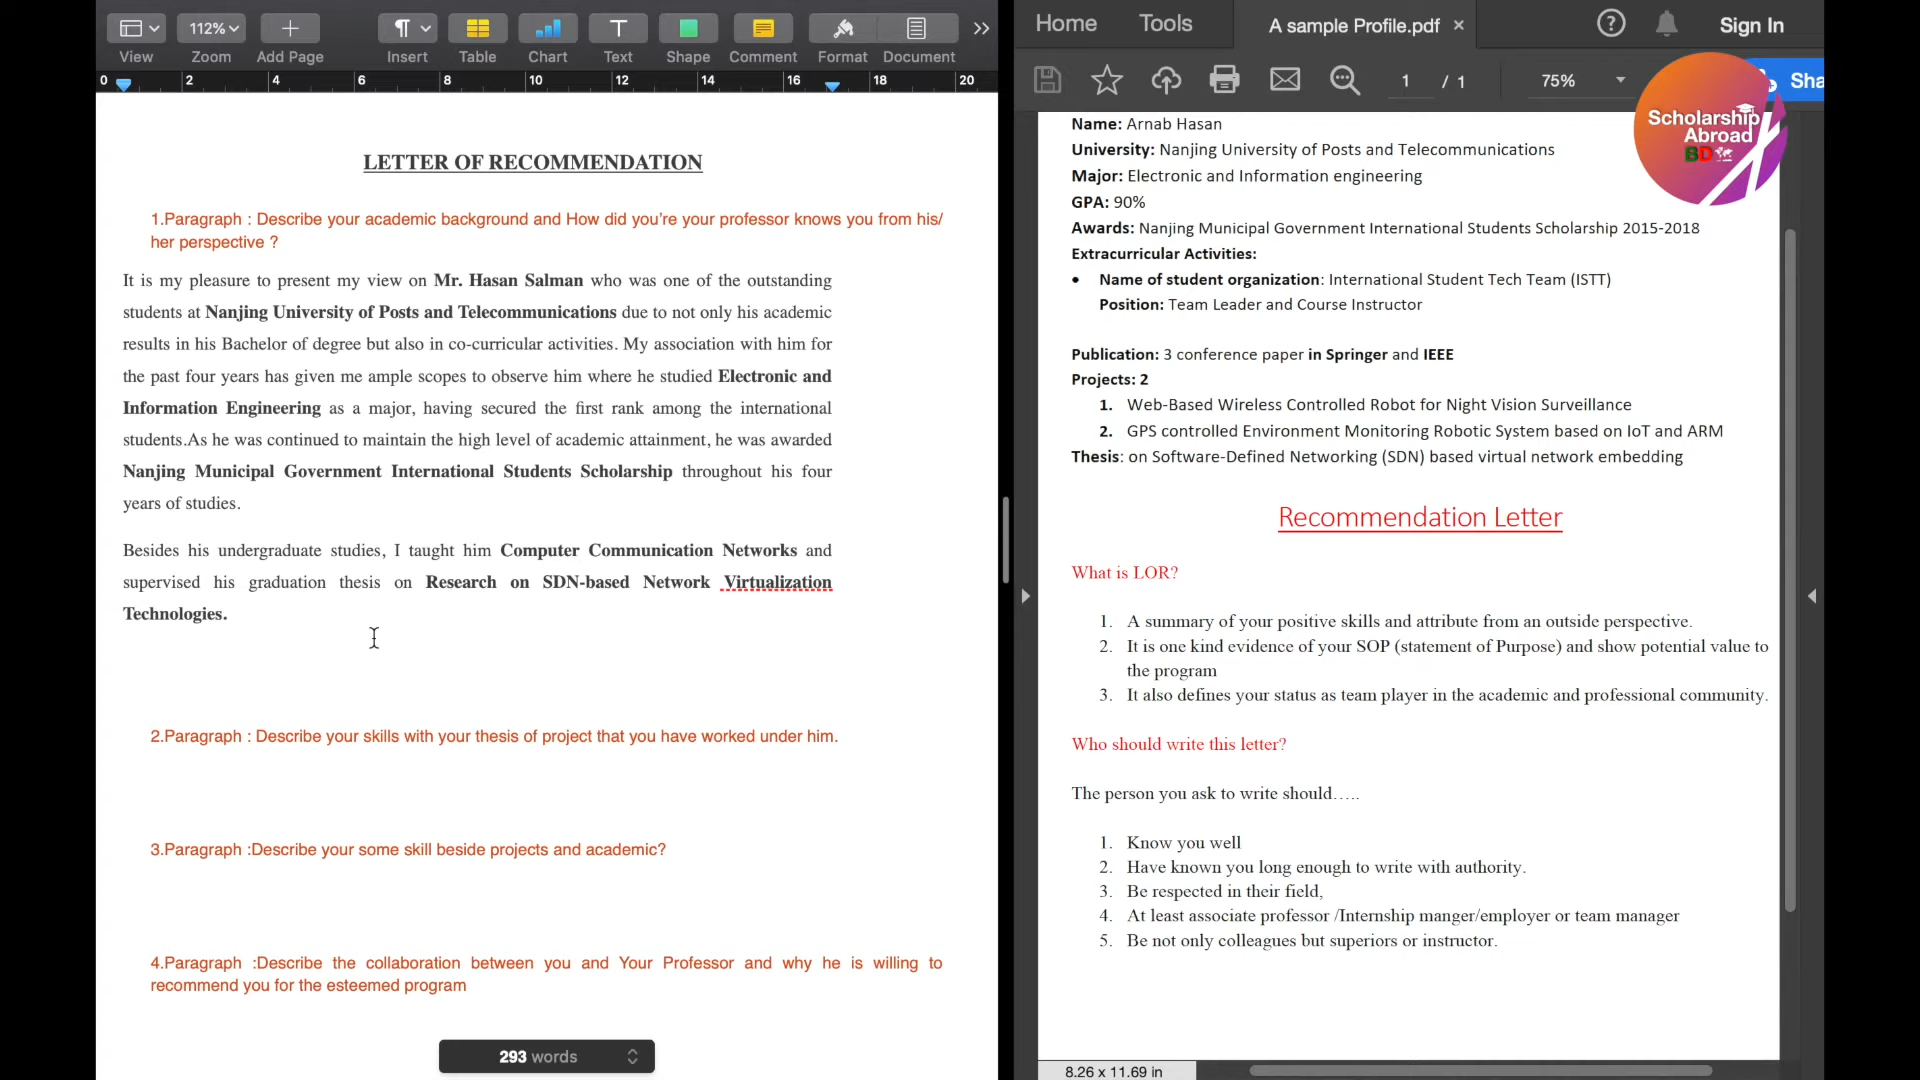 View
112%
Zoom
Add Page
Insert
Table
Chart
Text
Shape
Comment
Format
Document
0 2 4 6 8 10 12 14 16 18 20
LETTER OF RECOMMENDATION
1.Paragraph : Describe your academic background and How did you're your professor knows you from his/
her perspective ?
It is my pleasure to present my view on Mr. Hasan Salman who was one of the outstanding
students at Nanjing University of Posts and Telecommunications due to not only his academic
results in his Bachelor of degree but also in co-curricular activities. My association with him for
the past four years has given me ample scopes to observe him where he studied Electronic and
Information Engineering as a major, having secured the first rank among the international
students.As he was continued to maintain the high level of academic attainment, he was awarded
Nanjing Municipal Government International Students Scholarship throughout his four
years of studies.
Besides his undergraduate studies, I taught him Computer Communication Networks and
supervised his graduation thesis on Research on SDN-based Network Virtualization
Technologies.
2.Paragraph : Describe your skills with your thesis of project that you have worked under him.
3.Paragraph :Describe your some skill beside projects and academic?
4.Paragraph :Describe the collaboration between you and Your Professor and why he is willing to
recommend you for the esteemed program
293 words
Home
Tools
A sample Profile.pdf
Sign In
1 / 1
75%
Sha
Scholarship
Abroad
BD
Name: Arnab Hasan
University: Nanjing University of Posts and Telecommunications
Major: Electronic and Information engineering
GPA: 90%
Awards: Nanjing Municipal Government International Students Scholarship 2015-2018
Extracurricular Activities:
• Name of student organization: International Student Tech Team (ISTT)
Position: Team Leader and Course Instructor
Publication: 3 conference paper in Springer and IEEE
Projects: 2
1. Web-Based Wireless Controlled Robot for Night Vision Surveillance
2. GPS controlled Environment Monitoring Robotic System based on IoT and ARM
Thesis: on Software-Defined Networking (SDN) based virtual network embedding
Recommendation Letter
What is LOR?
1. A summary of your positive skills and attribute from an outside perspective.
2. It is one kind evidence of your SOP (statement of Purpose) and show potential value to
the program
3. It also defines your status as team player in the academic and professional community.
Who should write this letter?
The person you ask to write should…..
1. Know you well
2. Have known you long enough to write with authority.
3. Be respected in their field,
4. At least associate professor /Internship manger/employer or team manager
5. Be not only colleagues but superiors or instructor.
8.26 x 11.69 in